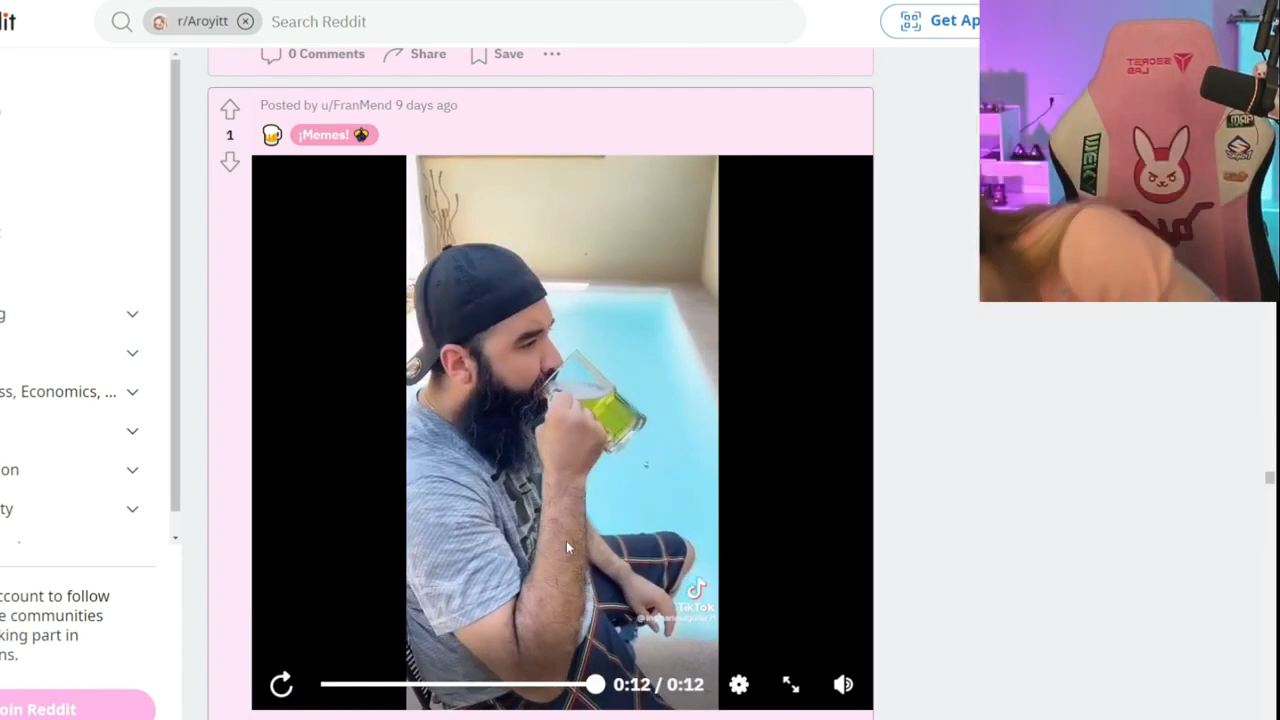 it
r/Aroyitt
Search Reddit
Get Ap
0 Comments
Share
Save
Posted by u/FranMend 9 days ago
1
¡Memes!
g
ss, Economics, ...
on
ty
ccount to follow
e communities
king part in
ns.
oin Reddit
TikTok
0:12 / 0:12